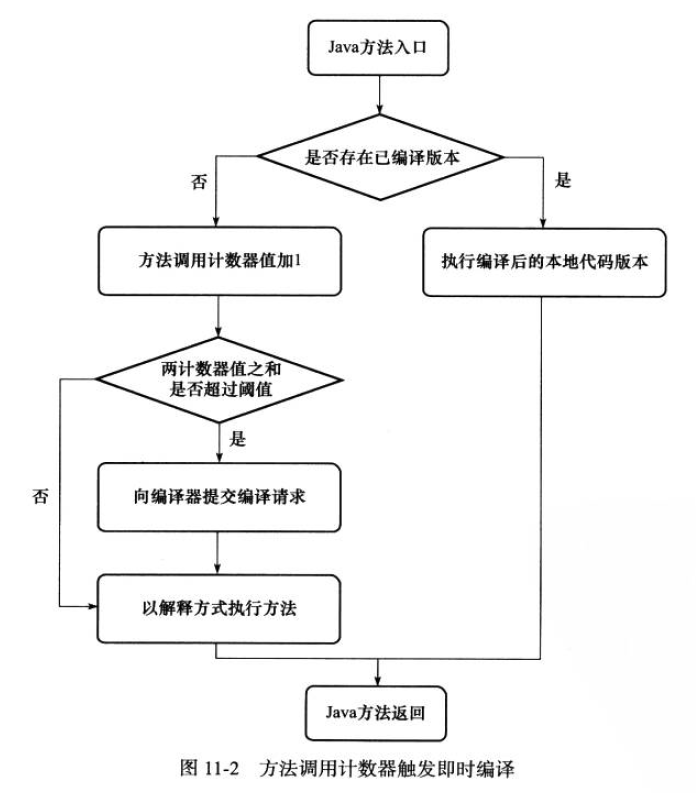 Java方法入口
是否存在已编译版本
否
是
方法调用计数器值加1
执行编译后的本地代码版本
两计数器值之和
是否超过阈值
是
否
向编译器提交编译请求
以解释方式执行方法
Java方法返回
图 11-2 方法调用计数器触发即时编译